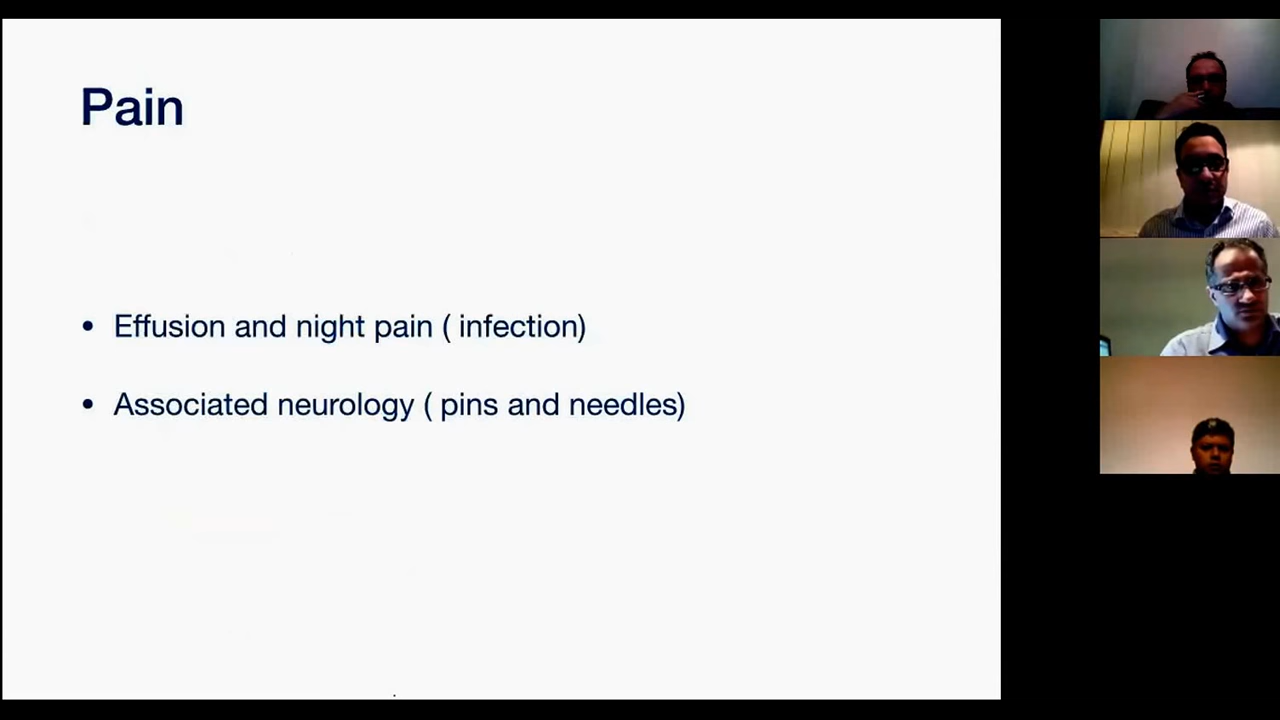 Pain
• Effusion and night pain ( infection)
• Associated neurology ( pins and needles)